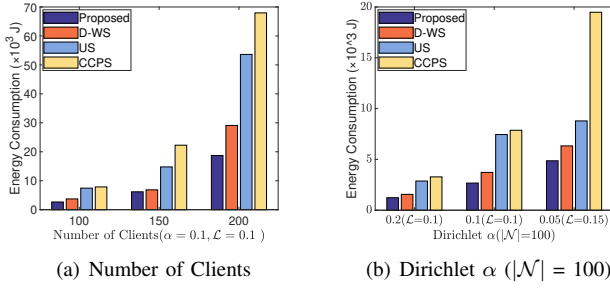 Energy Consumption (×10³ J)
70
60
50
40
30
20
10
0
Proposed
D-WS
US
CCPS
100 150 200
Number of Clients(α = 0.1, ℒ = 0.1 )
(a) Number of Clients
Energy Consumption (×10^3 J)
20
15
10
5
0
Proposed
D-WS
US
CCPS
0.2(ℒ=0.1) 0.1(ℒ=0.1) 0.05(ℒ=0.15)
Dirichlet α(|𝒩|=100)
(b) Dirichlet α (|𝒩| = 100)